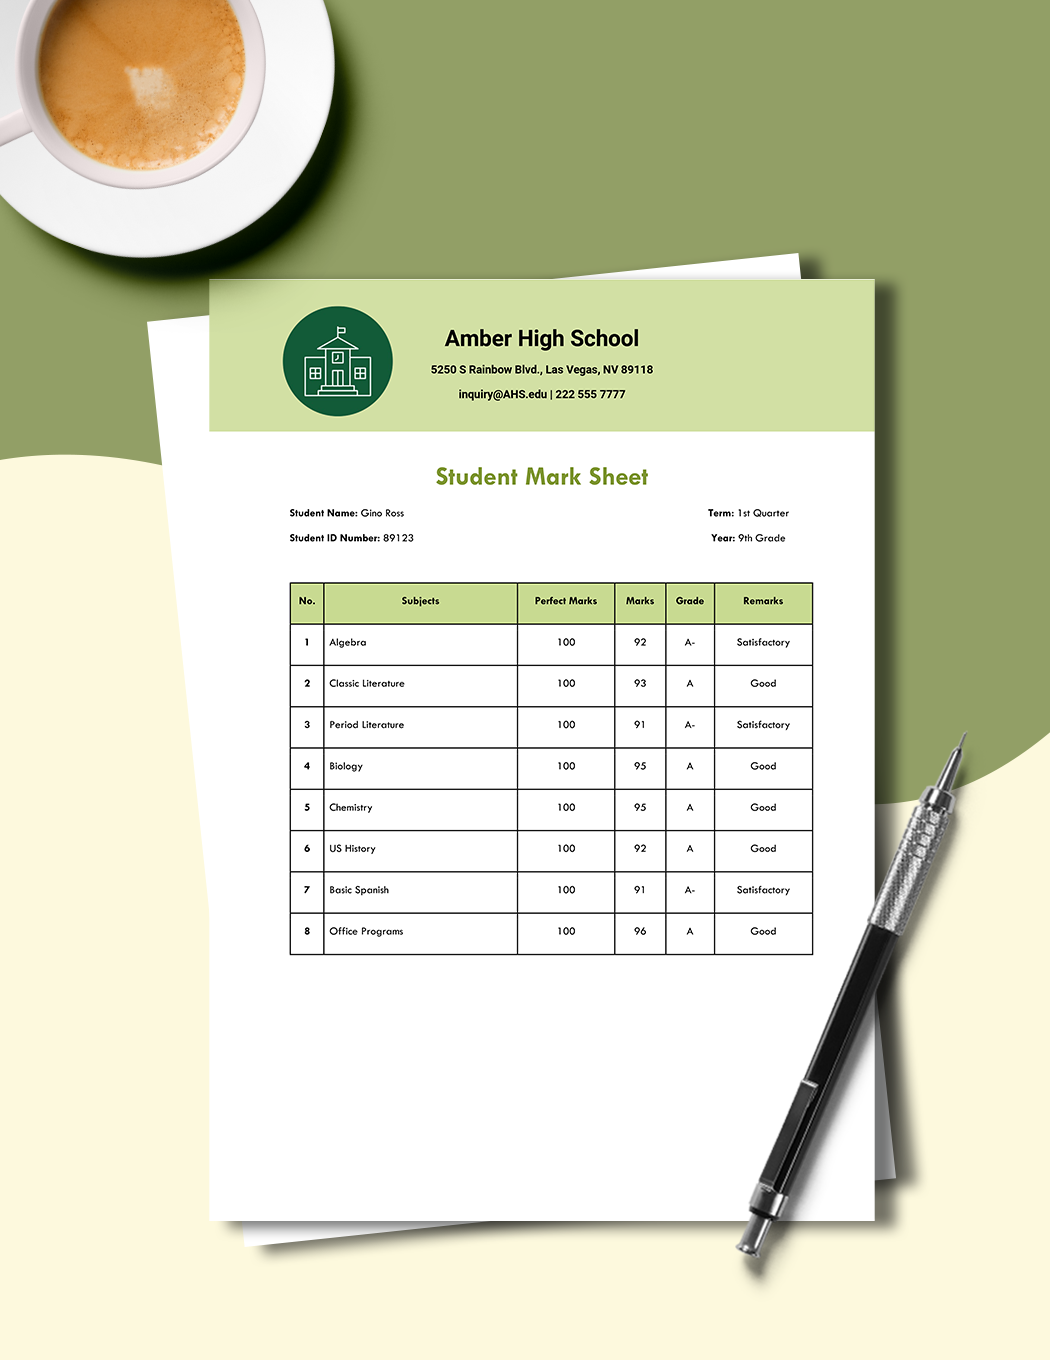 Amber High School
5250 S Rainbow Blvd., Las Vegas, NV 89118
inquiry@AHS.edu | 222 555 7777
Student Mark Sheet
Student Name: Gino Ross Term: 1st Quarter
Student ID Number: 89123 Year: 9th Grade
No. Subjects Perfect Marks Marks Grade Remarks
1 Algebra 100 92 A- Satisfactory
2 Classic Literature 100 93 A Good
3 Period Literature 100 91 A- Satisfactory
4 Biology 100 95 A Good
5 Chemistry 100 95 A Good
6 US History 100 92 A Good
7 Basic Spanish 100 91 A- Satisfactory
8 Office Programs 100 96 A Good